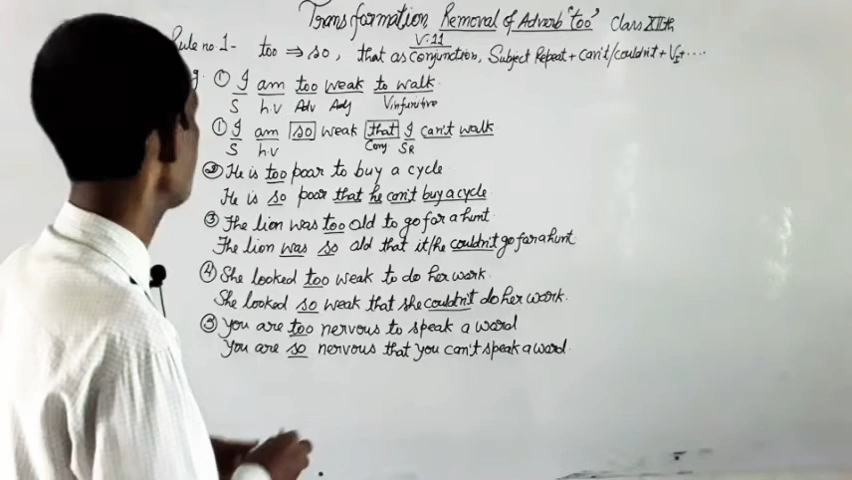 Transformation Removal of Adverb "too" Class XIIth
V.11
Rule no 1- too ⇒ so, that as conjunction, Subject Repeat + can't/couldn't + V1 + ....
g. ① I am too weak to walk.
S h.v Adv Adj V infinitive
① I am so weak that I can't walk
S h.v Conj SR
② He is too poor to buy a cycle
He is so poor that he can't buy a cycle
③ The lion was too old to go for a hunt.
The lion was so old that it/he couldn't go for a hunt
④ She looked too weak to do her work.
She looked so weak that she couldn't do her work.
⑤ You are too nervous to speak a word
You are so nervous that you can't speak a word.